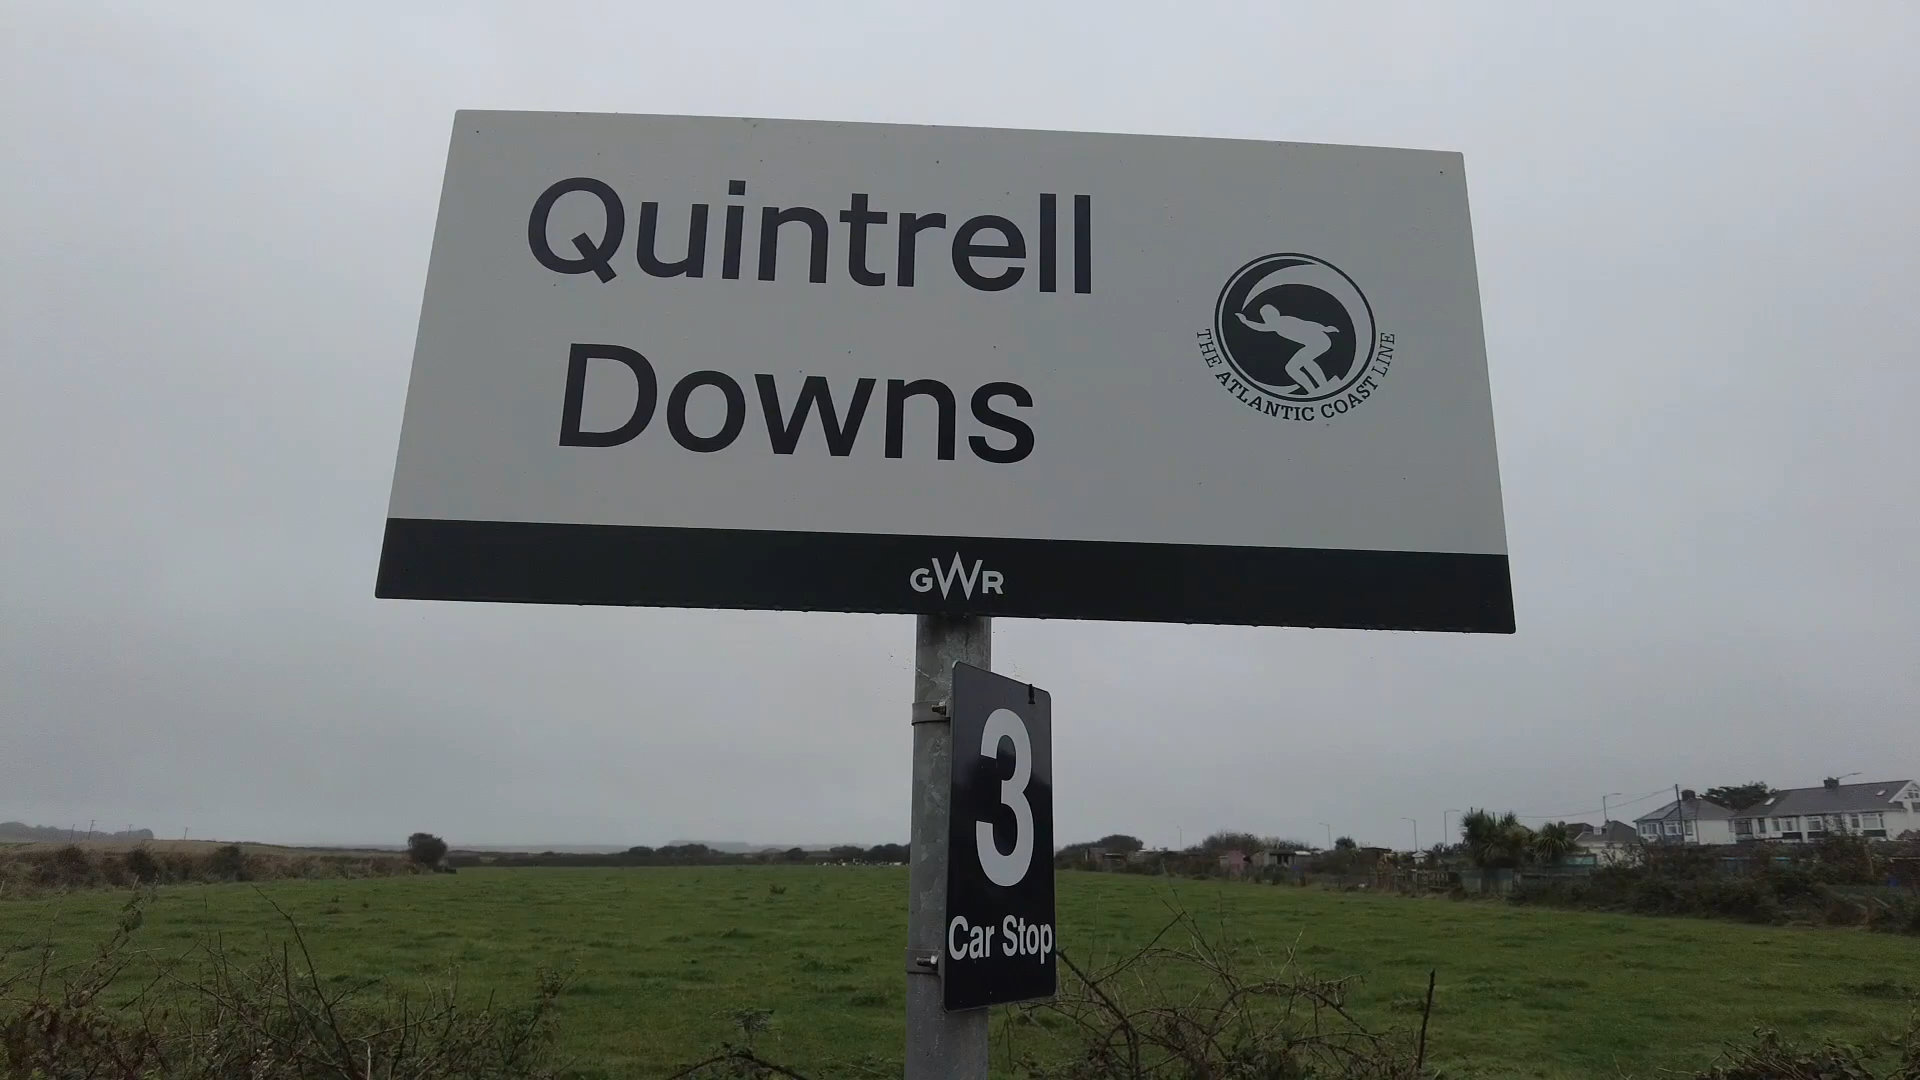 Quintrell
Downs
THE ATLANTIC COAST LINE
GWR
3
Car Stop